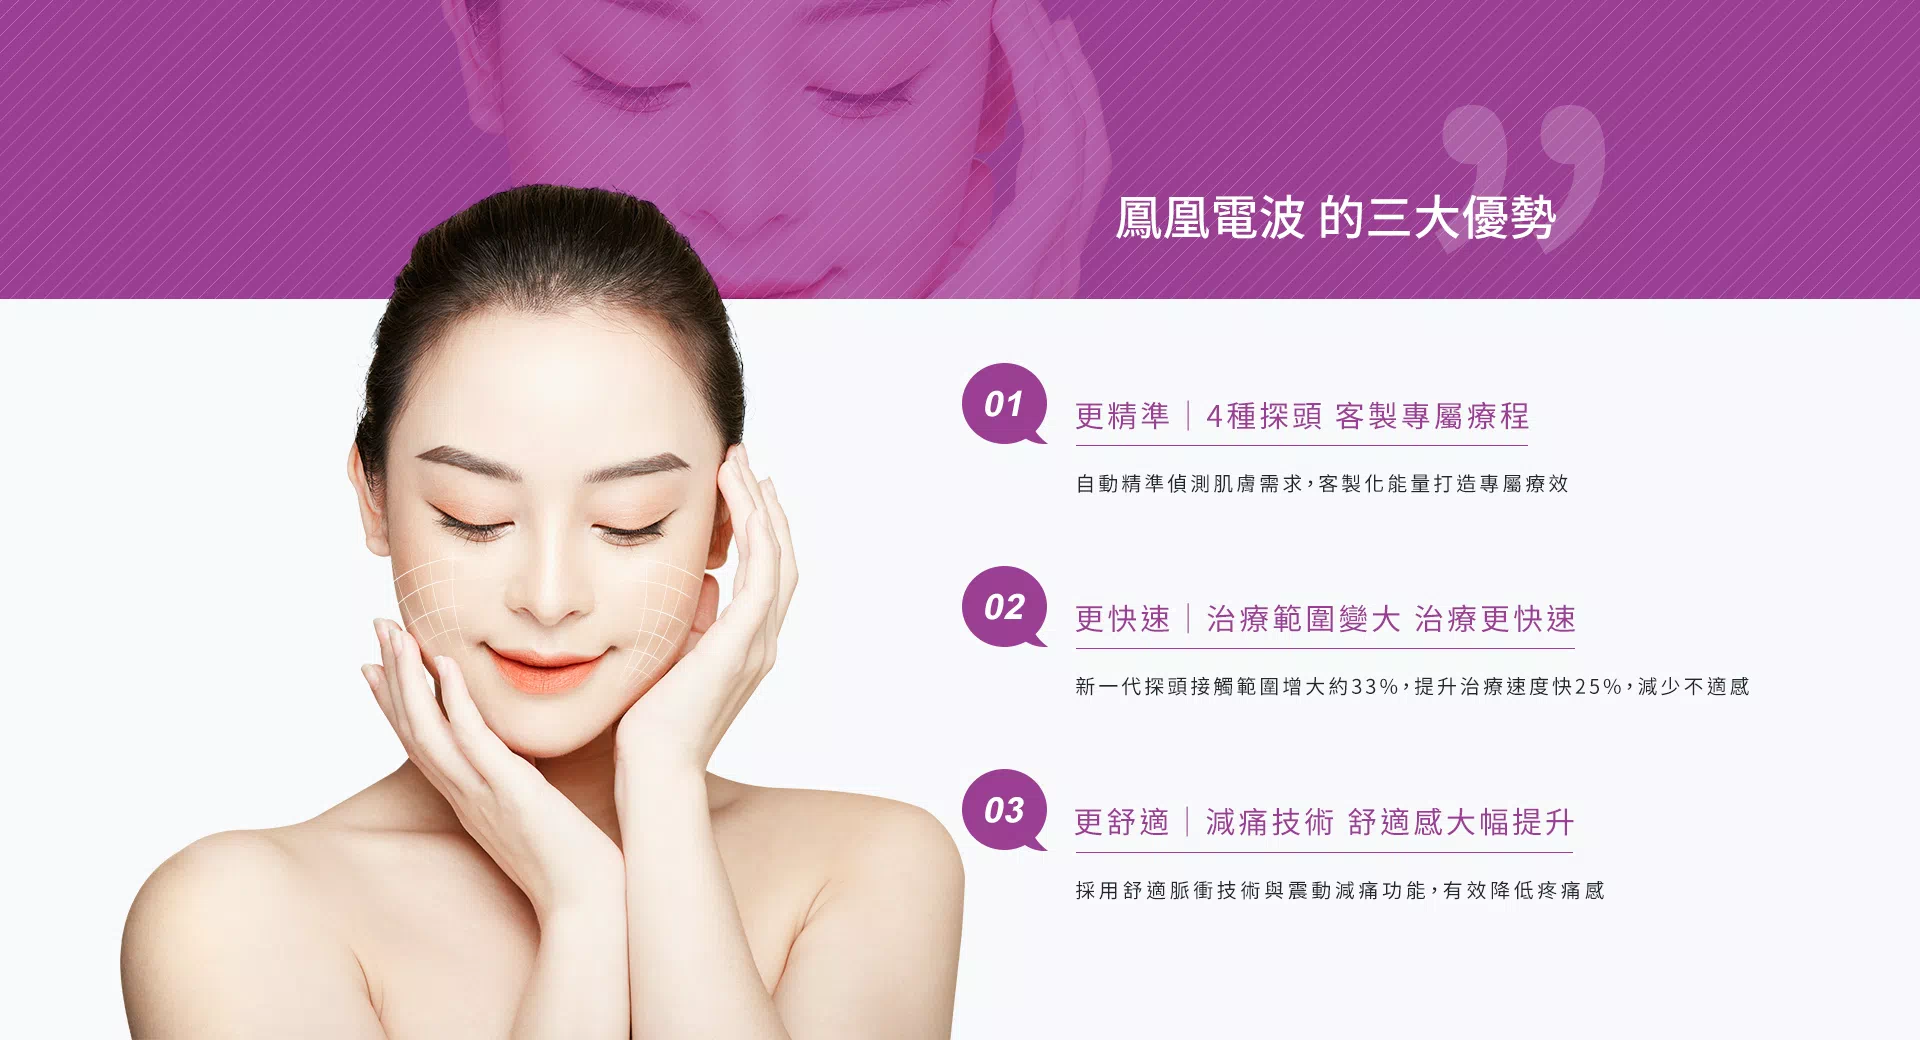 鳳凰電波 的三大優勢
01
更精準｜4種探頭 客製專屬療程
自動精準偵測肌膚需求，客製化能量打造專屬療效
02
更快速｜治療範圍變大 治療更快速
新一代探頭接觸範圍增大約33%，提升治療速度快25%，減少不適感
03
更舒適｜減痛技術 舒適感大幅提升
採用舒適脈衝技術與震動減痛功能，有效降低疼痛感